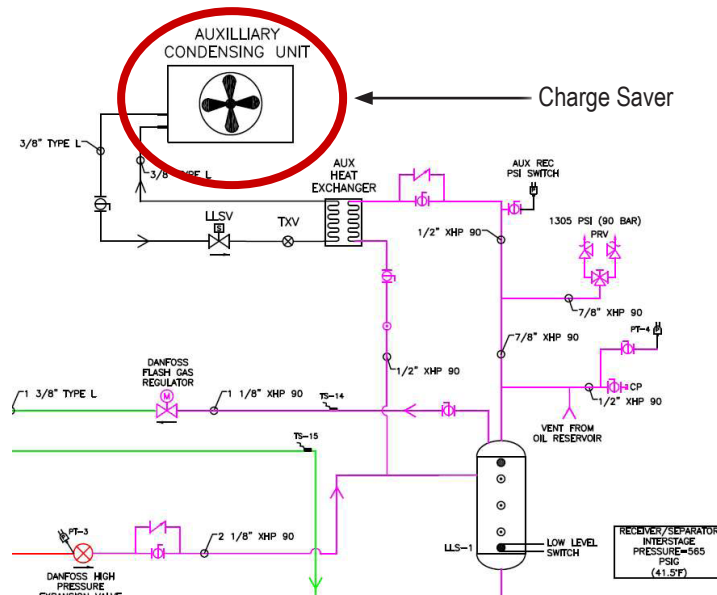 AUXILLIARY
CONDENSING UNIT
Charge Saver
3/8" TYPE L
3/8" TYPE L
AUX
HEAT
EXCHANGER
AUX REC
PSI SWITCH
P
LLSV
S
TXV
1/2" XHP 90
1305 PSI (90 BAR)
PRV
7/8" XHP 90
PT-4
P
7/8" XHP 90
DANFOSS
FLASH GAS
REGULATOR
M
1/2" XHP 90
CP
1/2" XHP 90
1 3/8" TYPE L
1 1/8" XHP 90
TS-14
VENT FROM
OIL RESERVOIR
TS-15
PT-3
P
2 1/8" XHP 90
LLS-1
LOW LEVEL
SWITCH
RECEIVER/SEPARATOR
INTERSTAGE
PRESSURE=565
PSIG
(41.5°F)
DANFOSS HIGH
PRESSURE
EXPANSION VALVE